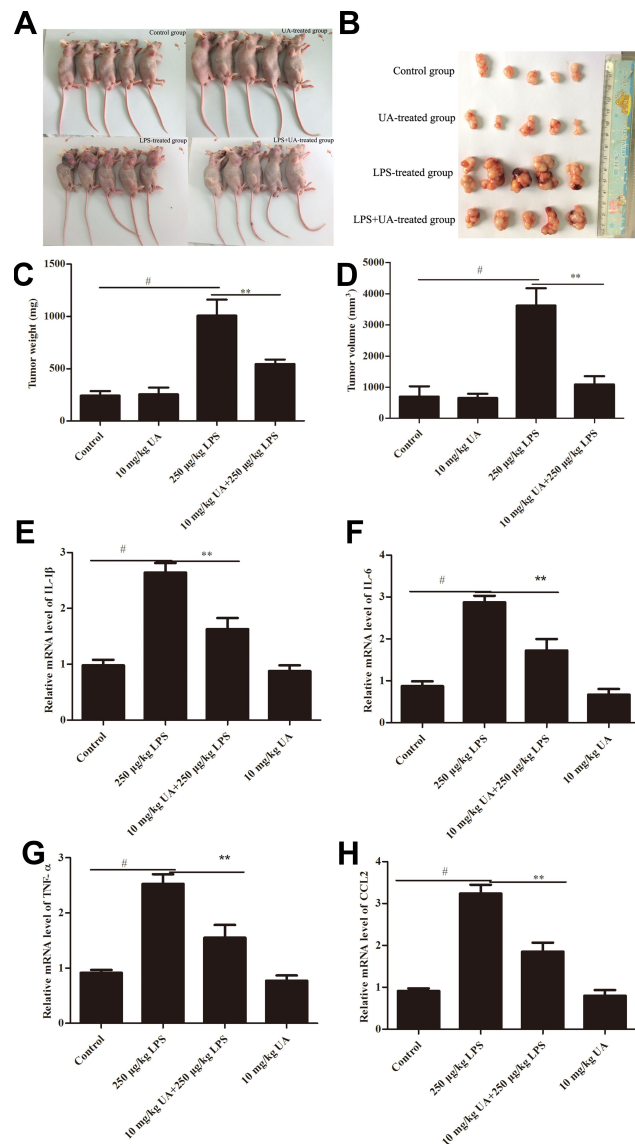 A
Control group
UA-treated group
LPS-treated group
LPS+UA-treated group
B
Control group
UA-treated group
LPS-treated group
LPS+UA-treated group
C
Tumor weight (mg)
1500
1000
500
0
#
**
Control
10 mg/kg UA
250 μg/kg LPS
10 mg/kg UA+250 μg/kg LPS
D
Tumor volume (mm³)
5000
4000
3000
2000
1000
0
#
**
Control
10 mg/kg UA
250 μg/kg LPS
10 mg/kg UA+250 μg/kg LPS
E
Relative mRNA level of IL-1β
3
2
1
0
#
**
Control
250 μg/kg LPS
10 mg/kg UA+250 μg/kg LPS
10 mg/kg UA
F
Relative mRNA level of IL-6
4
3
2
1
0
#
**
Control
250 μg/kg LPS
10 mg/kg UA+250 μg/kg LPS
10 mg/kg UA
G
Relative mRNA level of TNF- α
3
2
1
0
#
**
Control
250 μg/kg LPS
10 mg/kg UA+250 μg/kg LPS
10 mg/kg UA
H
Relative mRNA level of CCL2
4
3
2
1
0
#
**
Control
250 μg/kg LPS
10 mg/kg UA+250 μg/kg LPS
10 mg/kg UA